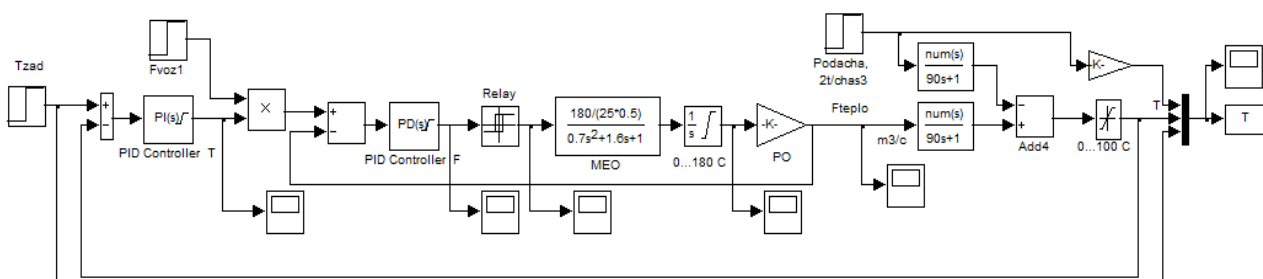 Tzad
+
−
PI(s)
PID Controller T
Fvoz1
×
+
−
PD(s)
PID Controller F
Relay
180/(25*0.5)
0.7s²+1.6s+1
MEO
1
s
0...180 C
-K-
PO
Podacha,
2t/chas3
Fteplo
m3/c
num(s)
90s+1
num(s)
90s+1
−
+
Add4
K-
0...100 C
T
T